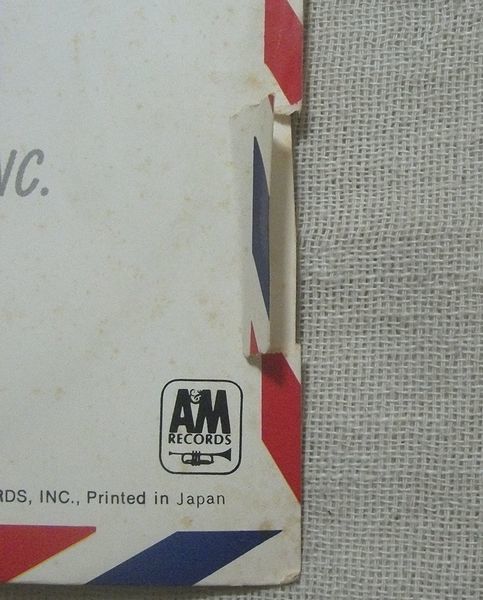 NC.
A&M
RECORDS
RDS, INC., Printed in Japan